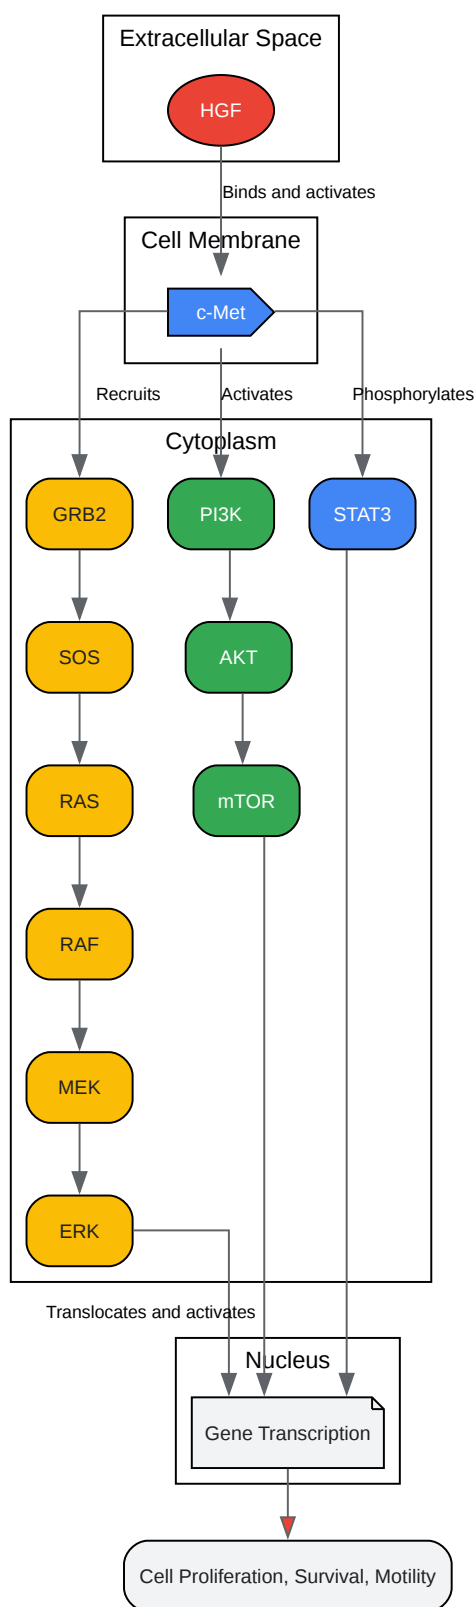 Extracellular Space
HGF
Binds and activates
Cell Membrane
c-Met
Recruits
Activates
Phosphorylates
Cytoplasm
GRB2
PI3K
STAT3
SOS
AKT
RAS
mTOR
RAF
MEK
ERK
Translocates and activates
Nucleus
Gene Transcription
Cell Proliferation, Survival, Motility